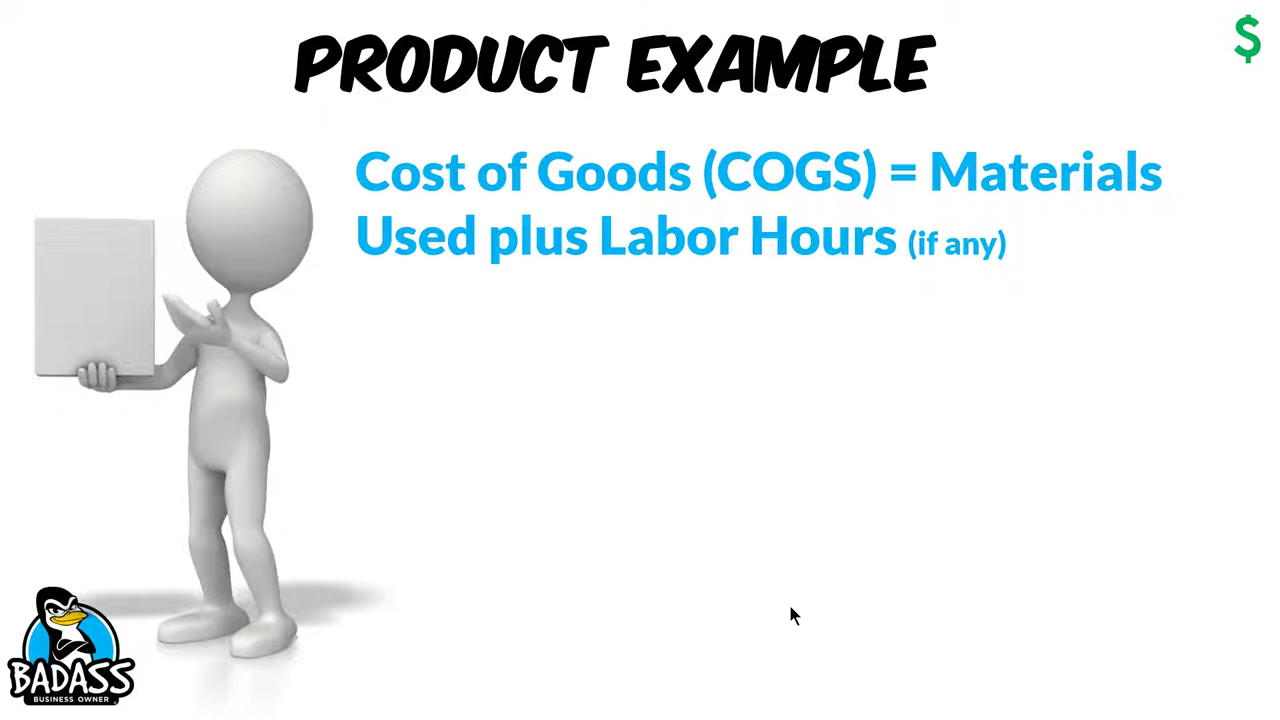 PRODUCT EXAMPLE
$
Cost of Goods (COGS) = Materials
Used plus Labor Hours (if any)
BADASS
BUSINESS OWNER